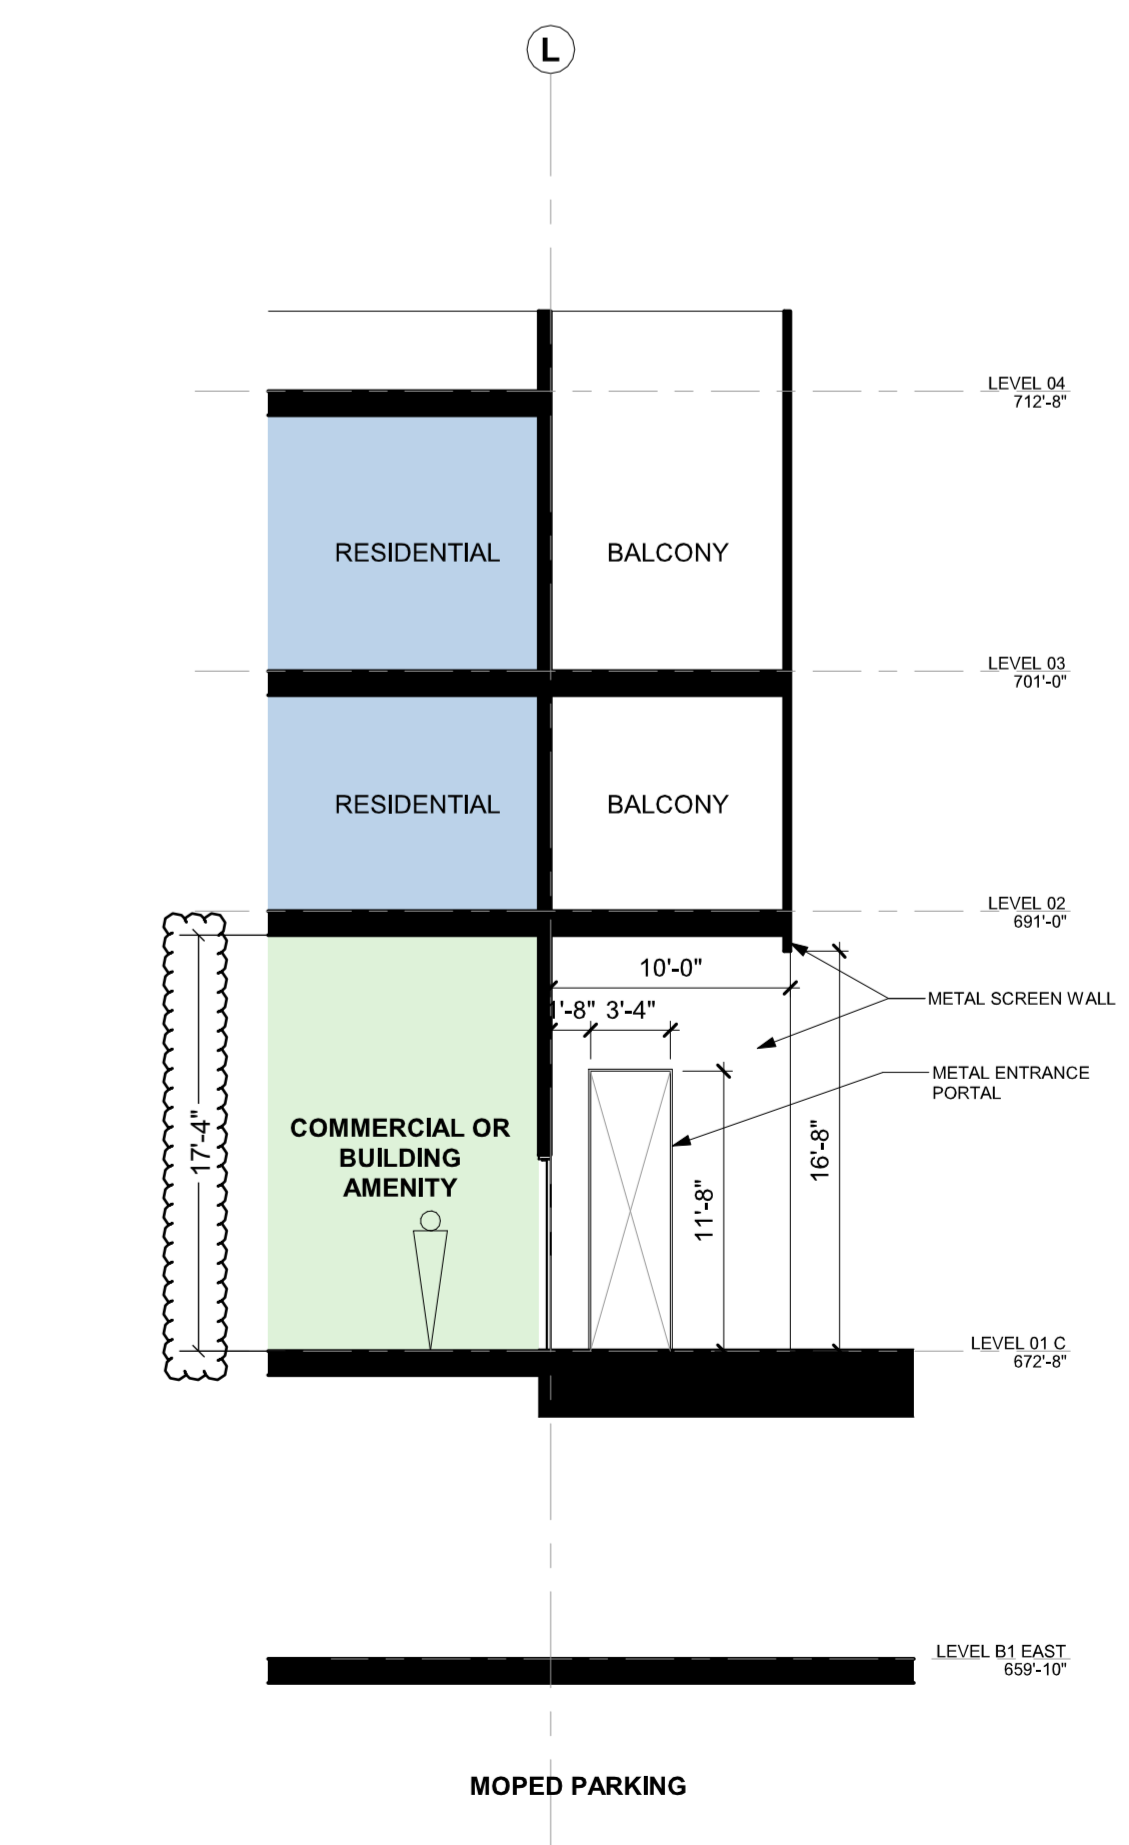 L
LEVEL 04
712'-8"
RESIDENTIAL
BALCONY
LEVEL 03
701'-0"
RESIDENTIAL
BALCONY
LEVEL 02
691'-0"
10'-0"
1'-8"
3'-4"
METAL SCREEN WALL
METAL ENTRANCE
PORTAL
COMMERCIAL OR
BUILDING
AMENITY
17'-4"
16'-8"
11'-8"
LEVEL 01 C
672'-8"
LEVEL B1 EAST
659'-10"
MOPED PARKING